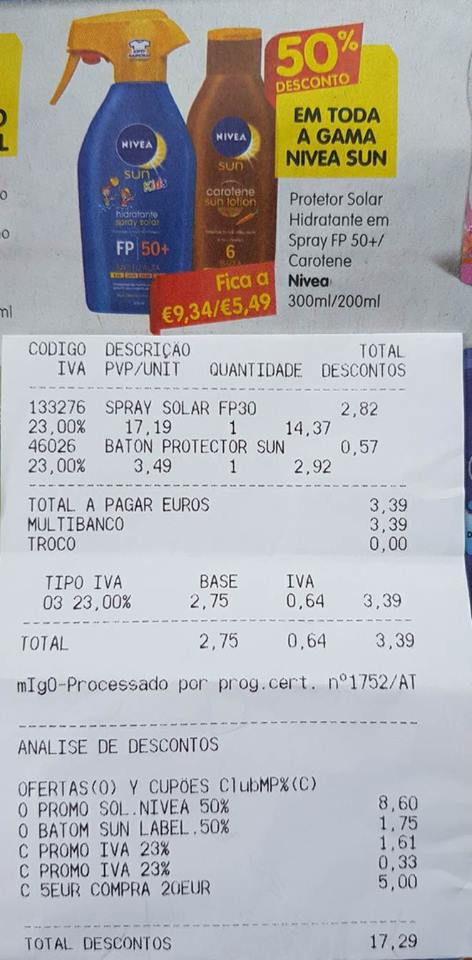 50%
DESCONTO
EM TODA
A GAMA
NIVEA SUN
Protetor Solar
Hidratante em
Spray FP 50+/
Carotene
Nivea
300ml/200ml
NIVEA
sun
Kids
hidratante
spray solar
FP 50+
NIVEA
sun
carotene
sun lotion
6
Fica a
€9,34/€5,49
ml
CODIGO DESCRIÇAO TOTAL
IVA PVP/UNIT QUANTIDADE DESCONTOS
133276 SPRAY SOLAR FP30 2,82
23,00% 17,19 1 14,37
46026 BATON PROTECTOR SUN 0,57
23,00% 3,49 1 2,92
TOTAL A PAGAR EUROS 3,39
MULTIBANCO 3,39
TROCO 0,00
TIPO IVA BASE IVA
03 23,00% 2,75 0,64 3,39
TOTAL 2,75 0,64 3,39
mIgO-Processado por prog.cert. nº1752/AT
ANALISE DE DESCONTOS
OFERTAS(O) Y CUPÕES ClubMP%(C)
O PROMO SOL.NIVEA 50% 8,60
O BATOM SUN LABEL.50% 1,75
C PROMO IVA 23% 1,61
C PROMO IVA 23% 0,33
C 5EUR COMPRA 20EUR 5,00
TOTAL DESCONTOS 17,29